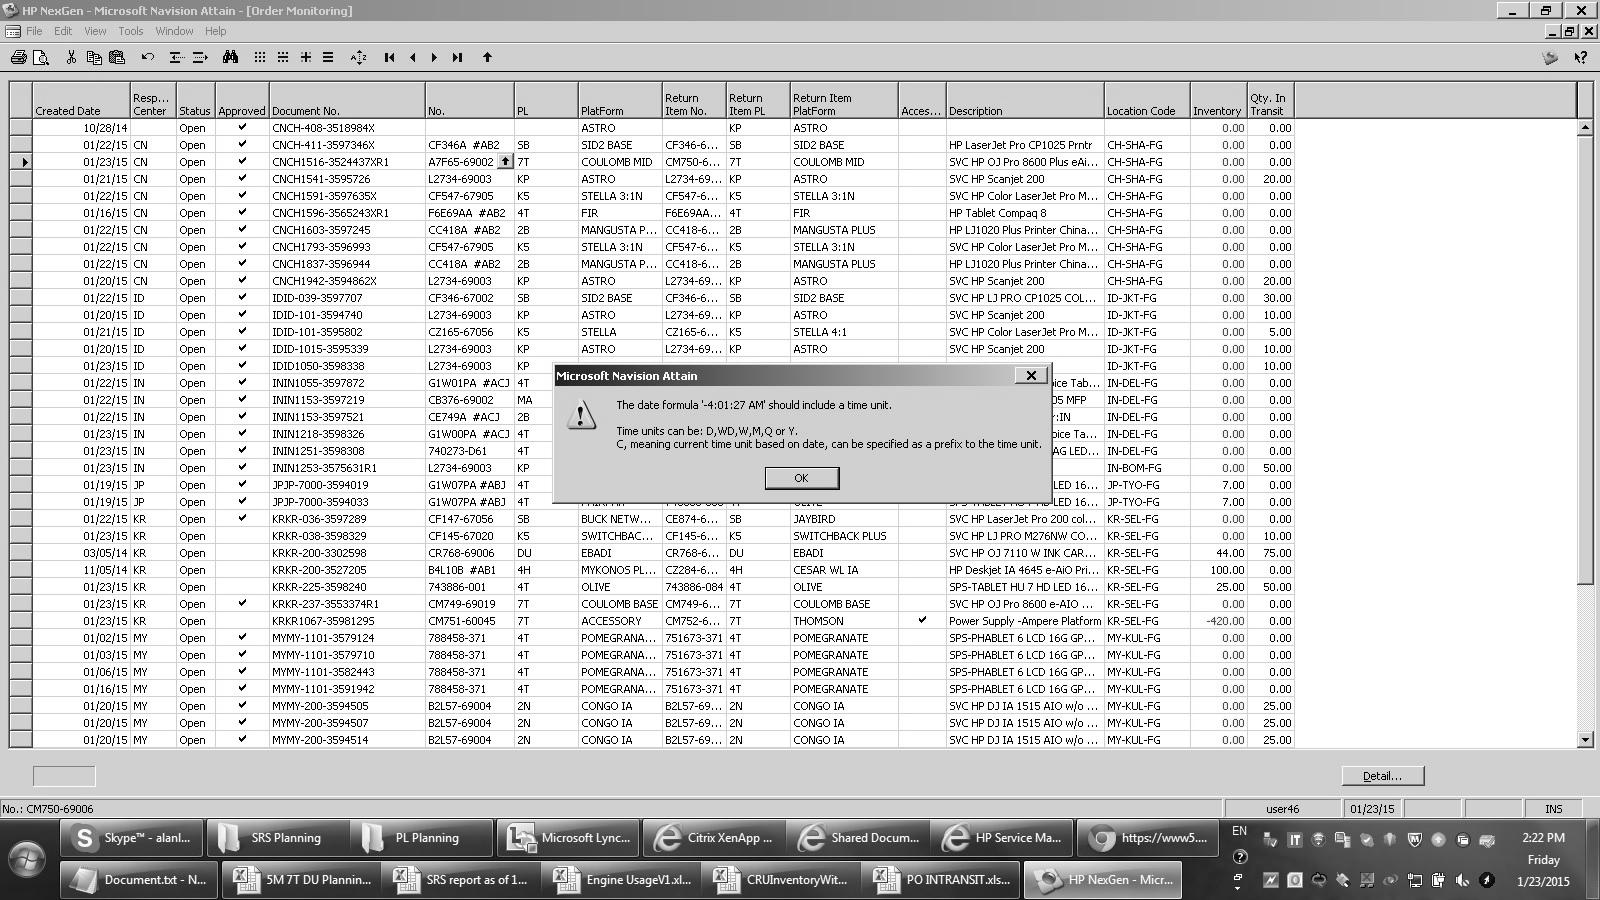 HP NexGen - Microsoft Navision Attain - [Order Monitoring]
File Edit View Tools Window Help
Created Date Resp... Center Status Approved Document No. No. PL PlatForm Return Item No. Return Item PL Return Item PlatForm Acces... Description Location Code Inventory Qty. In Transit
10/28/14 Open ✔ CNCH-408-3518984X ASTRO KP ASTRO 0.00 0.00
01/22/15 CN Open ✔ CNCH-411-3597346X CF346A #AB2 SB SID2 BASE CF346-6... SB SID2 BASE HP LaserJet Pro CP1025 Prntr CH-SHA-FG 0.00 0.00
01/23/15 CN Open ✔ CNCH1516-3524437XR1 A7F65-69002 7T COULOMB MID CM750-6... 7T COULOMB MID SVC HP OJ Pro 8600 Plus eAi... CH-SHA-FG 0.00 0.00
01/21/15 CN Open ✔ CNCH1541-3595726 L2734-69003 KP ASTRO L2734-69... KP ASTRO SVC HP Scanjet 200 CH-SHA-FG 0.00 20.00
01/22/15 CN Open ✔ CNCH1591-3597635X CF547-67905 K5 STELLA 3:1N CF547-6... K5 STELLA 3:1N SVC HP Color LaserJet Pro M... CH-SHA-FG 0.00 0.00
01/16/15 CN Open ✔ CNCH1596-3565243XR1 F6E69AA #AB2 4T FIR F6E69AA... 4T FIR HP Tablet Compaq 8 CH-SHA-FG 0.00 0.00
01/22/15 CN Open ✔ CNCH1603-3597245 CC418A #AB2 2B MANGUSTA P... CC418-6... 2B MANGUSTA PLUS HP LJ1020 Plus Printer China... CH-SHA-FG 0.00 0.00
01/22/15 CN Open ✔ CNCH1793-3596993 CF547-67905 K5 STELLA 3:1N CF547-6... K5 STELLA 3:1N SVC HP Color LaserJet Pro M... CH-SHA-FG 0.00 0.00
01/22/15 CN Open ✔ CNCH1837-3596944 CC418A #AB2 2B MANGUSTA P... CC418-6... 2B MANGUSTA PLUS HP LJ1020 Plus Printer China... CH-SHA-FG 0.00 0.00
01/20/15 CN Open ✔ CNCH1942-3594862X L2734-69003 KP ASTRO L2734-69... KP ASTRO SVC HP Scanjet 200 CH-SHA-FG 0.00 20.00
01/22/15 ID Open ✔ IDID-039-3597707 CF346-67002 SB SID2 BASE CF346-6... SB SID2 BASE SVC HP LJ PRO CP1025 COL... ID-JKT-FG 0.00 30.00
01/20/15 ID Open ✔ IDID-101-3594740 L2734-69003 KP ASTRO L2734-69... KP ASTRO SVC HP Scanjet 200 ID-JKT-FG 0.00 10.00
01/21/15 ID Open ✔ IDID-101-3595802 CZ165-67056 K5 STELLA CZ165-6... K5 STELLA 4:1 SVC HP Color LaserJet Pro M... ID-JKT-FG 0.00 5.00
01/20/15 ID Open ✔ IDID-1015-3595339 L2734-69003 KP ASTRO L2734-69... KP ASTRO SVC HP Scanjet 200 ID-JKT-FG 0.00 10.00
01/23/15 ID Open ✔ IDID1050-3598338 L2734-69003 KP ID-JKT-FG 0.00 10.00
01/22/15 IN Open ✔ ININ1055-3597872 G1W01PA #ACJ 4T ice Tab... IN-DEL-FG 0.00 0.00
01/22/15 IN Open ✔ ININ1153-3597219 CB376-69002 MA 05 MFP IN-DEL-FG 0.00 0.00
01/22/15 IN Open ✔ ININ1153-3597521 CE749A #ACJ 2B r:IN IN-DEL-FG 0.00 0.00
01/23/15 IN Open ✔ ININ1218-3598326 G1W00PA #ACJ 4T ice Ta... IN-DEL-FG 0.00 0.00
01/23/15 IN Open ✔ ININ1251-3598308 740273-D61 4T AG LED... IN-DEL-FG 0.00 0.00
01/23/15 IN Open ✔ ININ1253-3575631R1 L2734-69003 KP IN-BOM-FG 0.00 50.00
01/19/15 JP Open ✔ JPJP-7000-3594019 G1W07PA #ABJ 4T LED 16... JP-TYO-FG 7.00 0.00
01/19/15 JP Open ✔ JPJP-7000-3594033 G1W07PA #ABJ 4T LED 16... JP-TYO-FG 7.00 0.00
01/22/15 KR Open ✔ KRKR-036-3597289 CF147-67056 SB BUCK NETW... CE874-6... SB JAYBIRD SVC HP LaserJet Pro 200 col... KR-SEL-FG 0.00 0.00
01/23/15 KR Open KRKR-038-3598329 CF145-67020 K5 SWITCHBAC... CF145-6... K5 SWITCHBACK PLUS SVC HP LJ PRO M276NW CO... KR-SEL-FG 0.00 10.00
03/05/14 KR Open KRKR-200-3302598 CR768-69006 DU EBADI CR768-6... DU EBADI SVC HP OJ 7110 W INK CAR... KR-SEL-FG 44.00 75.00
11/05/14 KR Open KRKR-200-3527205 B4L10B #AB1 4H MYKONOS PL... CZ284-6... 4H CESAR WL IA HP Deskjet IA 4645 e-AiO Pri... KR-SEL-FG 100.00 0.00
01/23/15 KR Open KRKR-225-3598240 743886-001 4T OLIVE 743886-084 4T OLIVE SPS-TABLET HU 7 HD LED 16... KR-SEL-FG 25.00 50.00
01/23/15 KR Open ✔ KRKR-237-3553374R1 CM749-69019 7T COULOMB BASE CM749-6... 7T COULOMB BASE SVC HP OJ Pro 8600 e-AIO ... KR-SEL-FG 0.00 0.00
01/23/15 KR Open KRKR1067-3598129S CM751-60045 7T ACCESSORY CM752-6... 7T THOMSON ✔ Power Supply -Ampere Platform KR-SEL-FG -420.00 0.00
01/02/15 MY Open ✔ MYMY-1101-3579124 788458-371 4T POMEGRANA... 751673-371 4T POMEGRANATE SPS-PHABLET 6 LCD 16G GP... MY-KUL-FG 0.00 0.00
01/03/15 MY Open ✔ MYMY-1101-3579710 788458-371 4T POMEGRANA... 751673-371 4T POMEGRANATE SPS-PHABLET 6 LCD 16G GP... MY-KUL-FG 0.00 0.00
01/06/15 MY Open ✔ MYMY-1101-3582443 788458-371 4T POMEGRANA... 751673-371 4T POMEGRANATE SPS-PHABLET 6 LCD 16G GP... MY-KUL-FG 0.00 0.00
01/16/15 MY Open ✔ MYMY-1101-3591942 788458-371 4T POMEGRANA... 751673-371 4T POMEGRANATE SPS-PHABLET 6 LCD 16G GP... MY-KUL-FG 0.00 0.00
01/20/15 MY Open ✔ MYMY-200-3594505 B2L57-69004 2N CONGO IA B2L57-6... 2N CONGO IA SVC HP DJ IA 1515 AIO w/o ... MY-KUL-FG 0.00 25.00
01/20/15 MY Open ✔ MYMY-200-3594507 B2L57-69004 2N CONGO IA B2L57-69... 2N CONGO IA SVC HP DJ IA 1515 AIO w/o ... MY-KUL-FG 0.00 25.00
01/20/15 MY Open ✔ MYMY-200-3594514 B2L57-69004 2N CONGO IA B2L57-69... 2N CONGO IA SVC HP DJ IA 1515 AIO w/o ... MY-KUL-FG 0.00 25.00
Microsoft Navision Attain
The date formula '-4:01:27 AM' should include a time unit.
Time units can be: D,WD,W,M,Q or Y.
C, meaning current time unit based on date, can be specified as a prefix to the time unit.
OK
Detail...
No.: CM750-69006 user46 01/23/15 INS
Skype™ - alanl... SRS Planning PL Planning Microsoft Lync... Citrix XenApp ... Shared Docum... HP Service Ma... https://www5... EN 2:22 PM
Friday
Document.txt - N... 5M 7T DU Plannin... SRS report as of 1... Engine UsageV1.xl... CRUInventoryWit... PO INTRANSIT.xls... HP NexGen - Micr... 1/23/2015